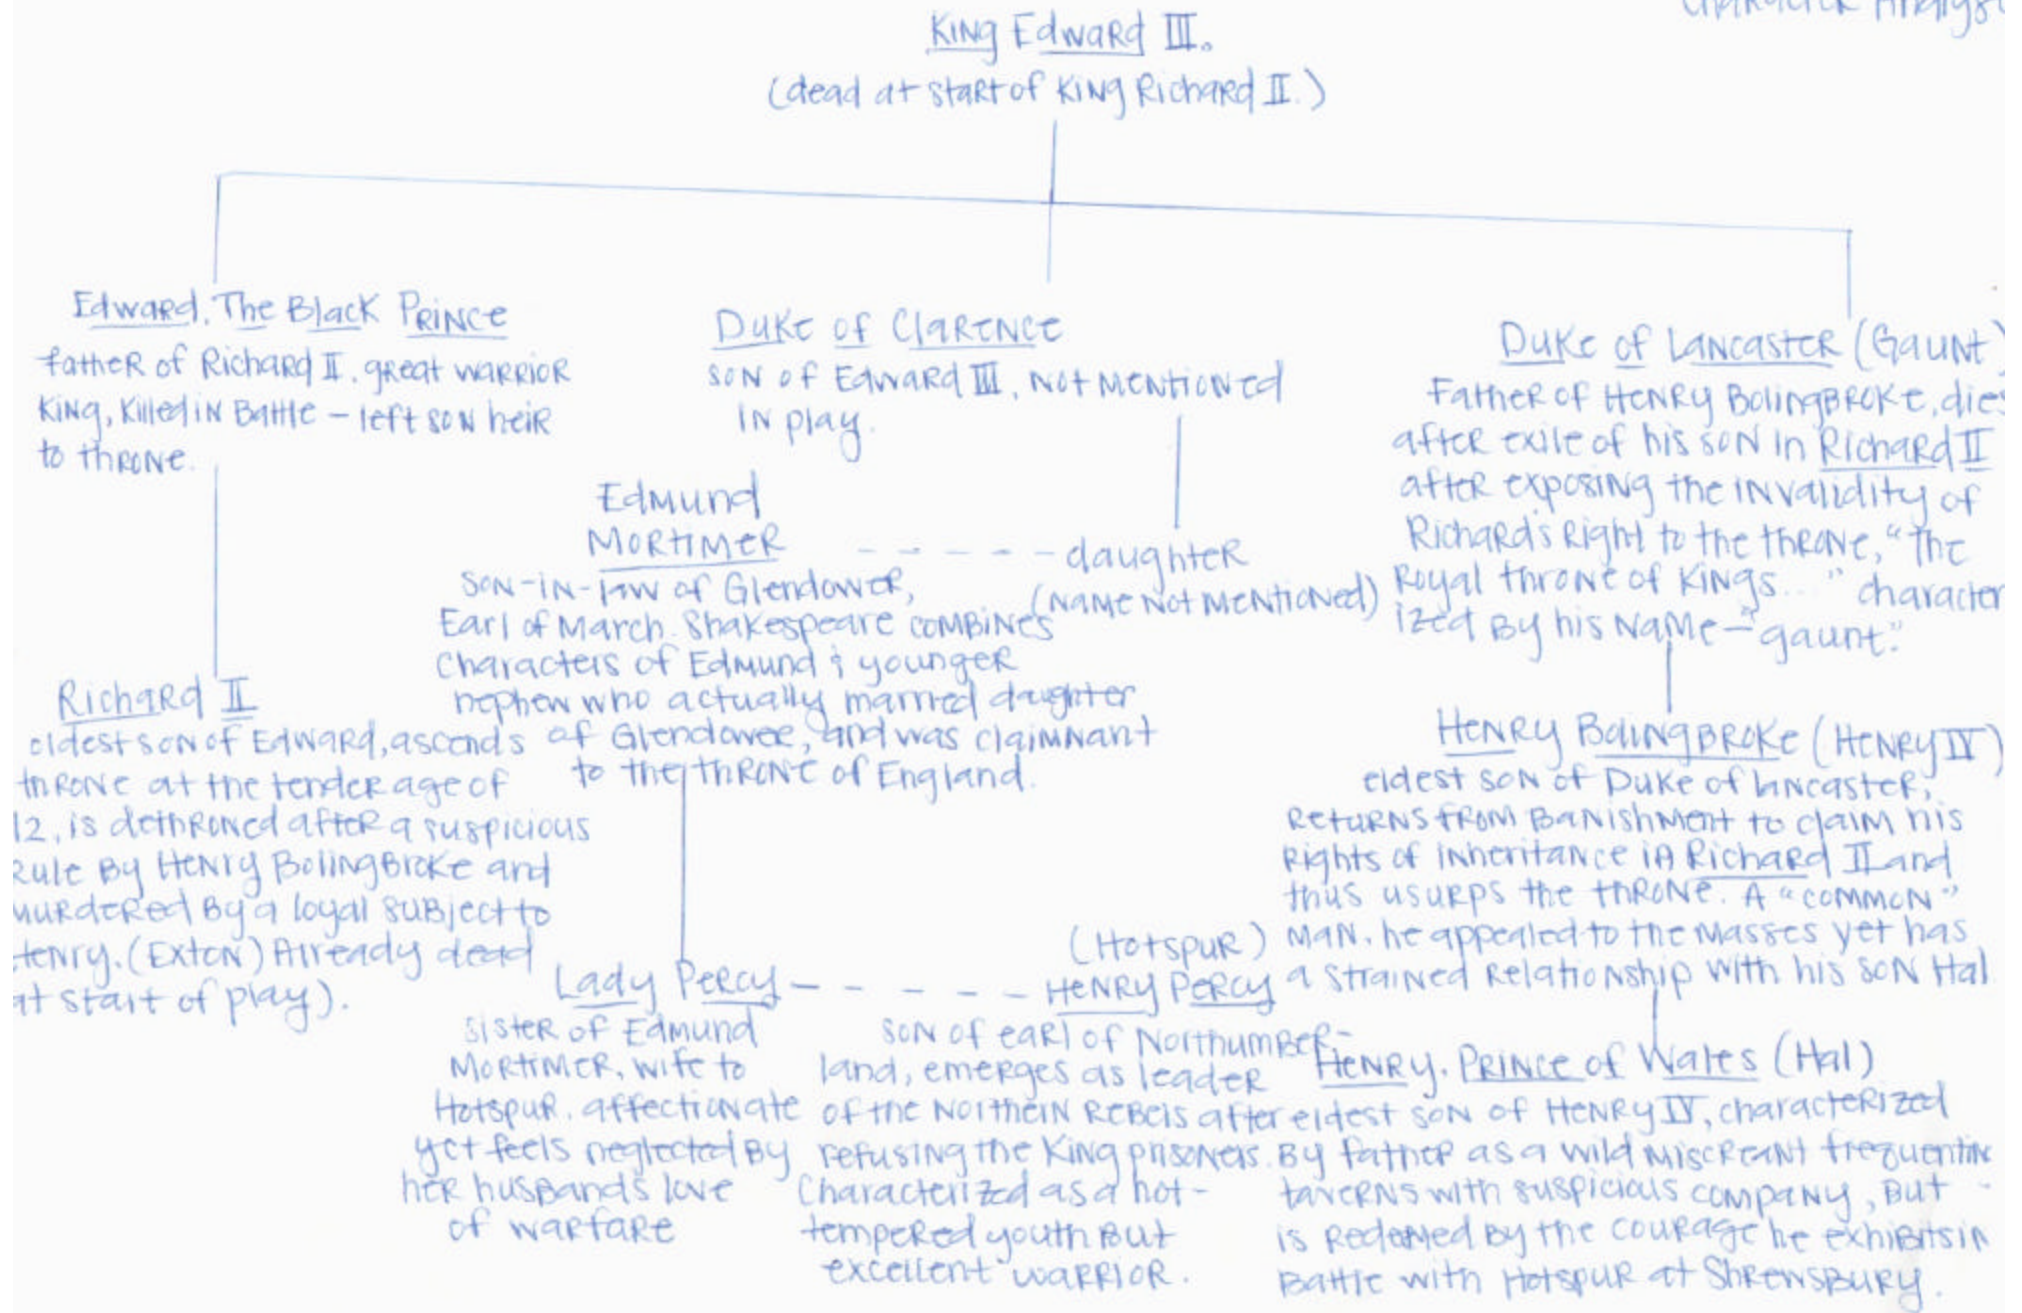 Character Analys
King Edward III.
(dead at start of King Richard II.)
Edward, The Black Prince
father of Richard II. great warrior
King, Killed in Battle – left son heir
to throne.
Richard II
eldest son of Edward, ascends
throne at the tender age of
12, is dethroned after a suspicious
Rule By Henry Bolingbroke and
murdered By a loyal subject to
Henry. (Exton) Already dead
at start of play).
Duke of Clarence
son of Edward III, not mentioned
in play.
daughter
(name not mentioned)
Edmund
Mortimer
son-in-law of Glendower,
Earl of March. Shakespeare combines
Characters of Edmund & younger
nephew who actually married daughter
of Glendower, and was claimnant
to the throne of England.
Lady Percy
sister of Edmund
Mortimer, wife to
Hotspur. affectionate
yet feels neglected By
her husband's love
of warfare
(Hotspur)
Henry Percy
son of earl of Northumber-
land, emerges as leader
of the Northern Rebels after
refusing the King prisoners.
Characterized as a hot-
tempered youth But
excellent warrior.
Duke of Lancaster (Gaunt)
Father of Henry Bolingbroke, dies
after exile of his son in Richard II
after exposing the invalidity of
Richard's Right to the throne, "the
Royal throne of Kings..." character
ized By his Name – "gaunt."
Henry Bolingbroke (Henry IV)
eldest son of Duke of Lancaster,
Returns from Banishment to claim his
Rights of inheritance in Richard II and
thus usurps the throne. A "common"
man, he appealed to the masses yet has
a strained Relationship with his son Hal
Henry, Prince of Wales (Hal)
eldest son of Henry IV, characterized
By father as a wild miscreant frequentin
taverns with suspicious company, But
is Redeemed By the courage he exhibits in
Battle with Hotspur at Shrewsbury.